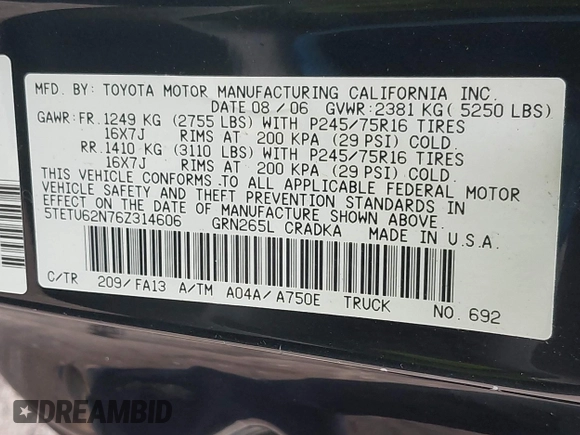 MFD. BY: TOYOTA MOTOR MANUFACTURING CALIFORNIA INC.
DATE 08/06 GVWR:2381 KG( 5250 LBS)
GAWR:FR.1249 KG (2755 LBS) WITH P245/75R16 TIRES
16X7J RIMS AT 200 KPA (29 PSI) COLD.
RR.1410 KG (3110 LBS) WITH P245/75R16 TIRES
16X7J RIMS AT 200 KPA (29 PSI) COLD.
THIS VEHICLE CONFORMS TO ALL APPLICABLE FEDERAL MOTOR
VEHICLE SAFETY AND THEFT PREVENTION STANDARDS IN
EFFECT ON THE DATE OF MANUFACTURE SHOWN ABOVE.
5TETU62N76Z314606 GRN265L CRADKA MADE IN U.S.A.
C/TR 209/FA13 A/TM A04A/A750E TRUCK NO. 692
DREAMBID